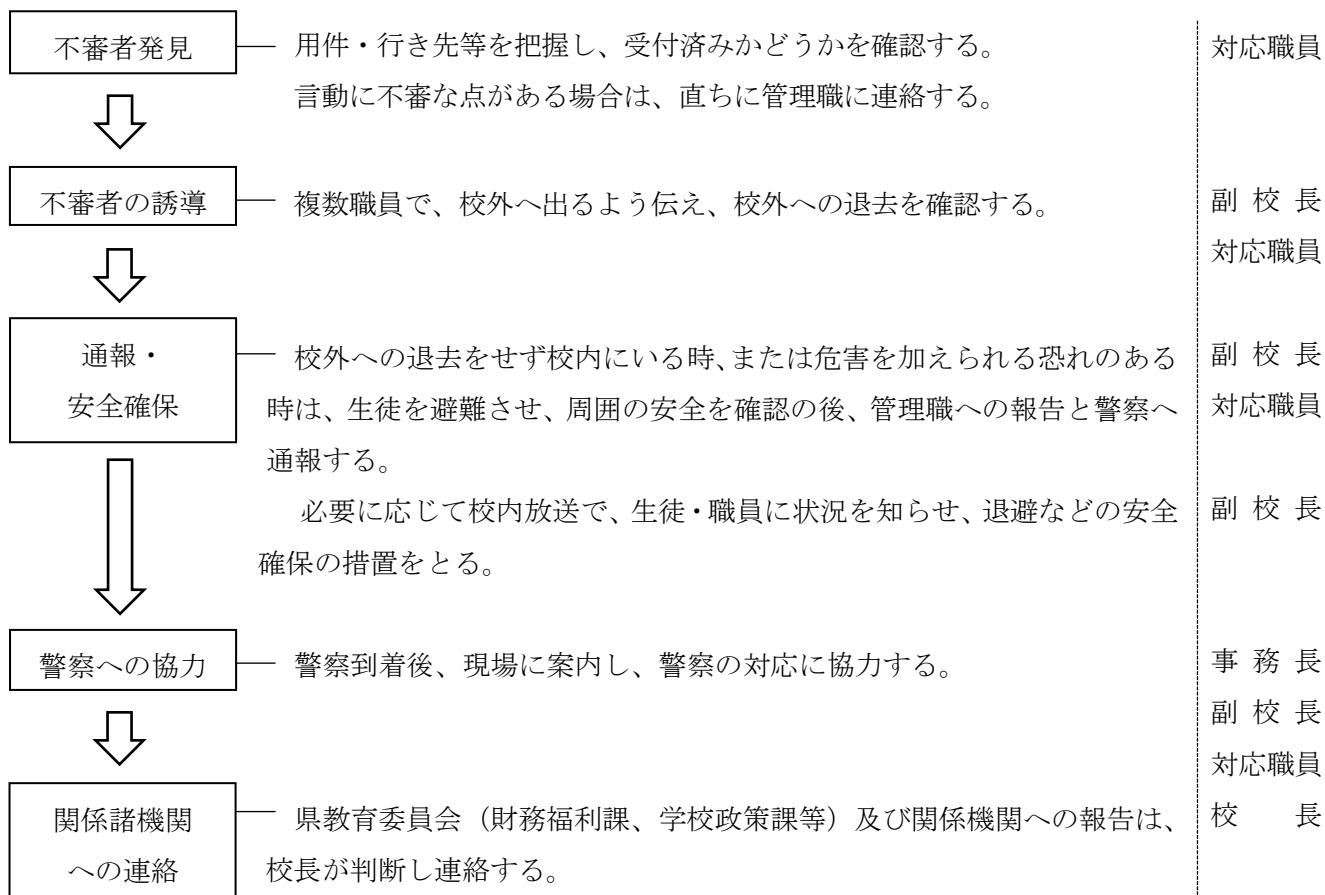 不審者発見
用件・行き先等を把握し、受付済みかどうかを確認する。
対応職員
言動に不審な点がある場合は、直ちに管理職に連絡する。
不審者の誘導
複数職員で、校外へ出るよう伝え、校外への退去を確認する。
副校長
対応職員
通報・
安全確保
校外への退去をせず校内にいる時、または危害を加えられる恐れのある
副校長
時は、生徒を避難させ、周囲の安全を確認の後、管理職への報告と警察へ
対応職員
通報する。
必要に応じて校内放送で、生徒・職員に状況を知らせ、退避などの安全
副校長
確保の措置をとる。
警察への協力
警察到着後、現場に案内し、警察の対応に協力する。
事務長
副校長
対応職員
関係諸機関
への連絡
県教育委員会（財務福利課、学校政策課等）及び関係機関への報告は、
校長
校長が判断し連絡する。